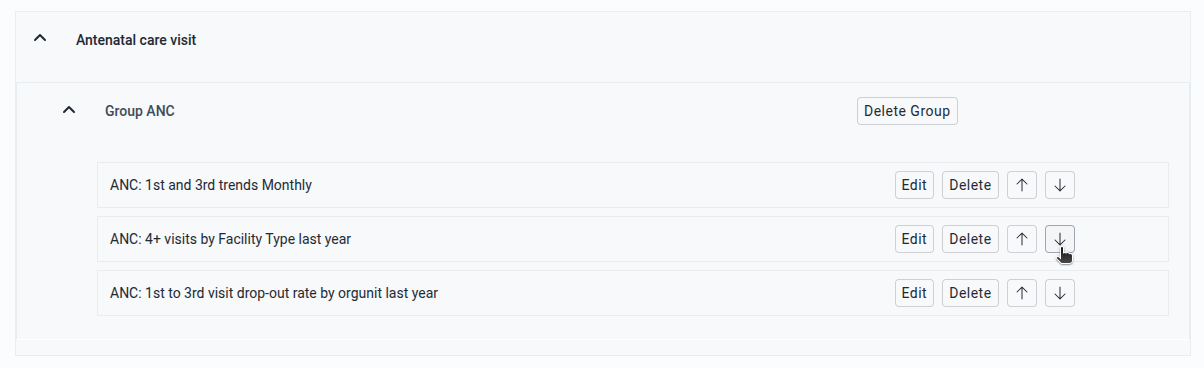 Antenatal care visit
Group ANC Delete Group
ANC: 1st and 3rd trends Monthly Edit Delete ↑ ↓
ANC: 4+ visits by Facility Type last year Edit Delete ↑ ↓
ANC: 1st to 3rd visit drop-out rate by orgunit last year Edit Delete ↑ ↓